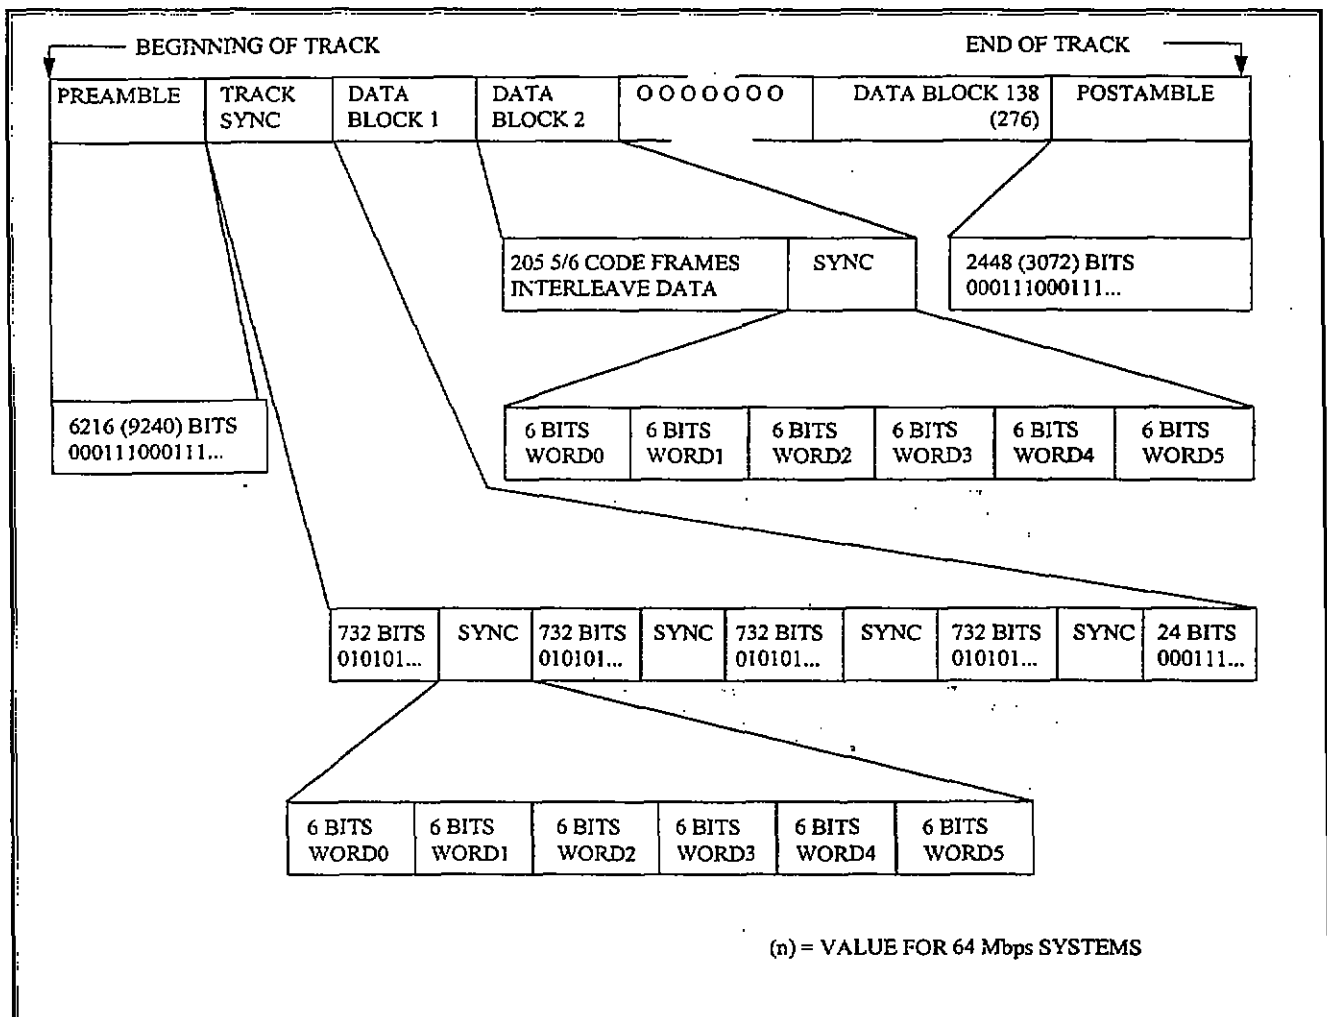 BEGINNING OF TRACK
END OF TRACK
PREAMBLE
TRACK
SYNC
DATA
BLOCK 1
DATA
BLOCK 2
O O O O O O O
DATA BLOCK 138
(276)
POSTAMBLE
205 5/6 CODE FRAMES
INTERLEAVE DATA
SYNC
2448 (3072) BITS
000111000111...
6216 (9240) BITS
000111000111...
6 BITS
WORD0
6 BITS
WORD1
6 BITS
WORD2
6 BITS
WORD3
6 BITS
WORD4
6 BITS
WORD5
732 BITS
010101...
SYNC
732 BITS
010101...
SYNC
732 BITS
010101...
SYNC
732 BITS
010101...
SYNC
24 BITS
000111...
6 BITS
WORD0
6 BITS
WORD1
6 BITS
WORD2
6 BITS
WORD3
6 BITS
WORD4
6 BITS
WORD5
(n) = VALUE FOR 64 Mbps SYSTEMS